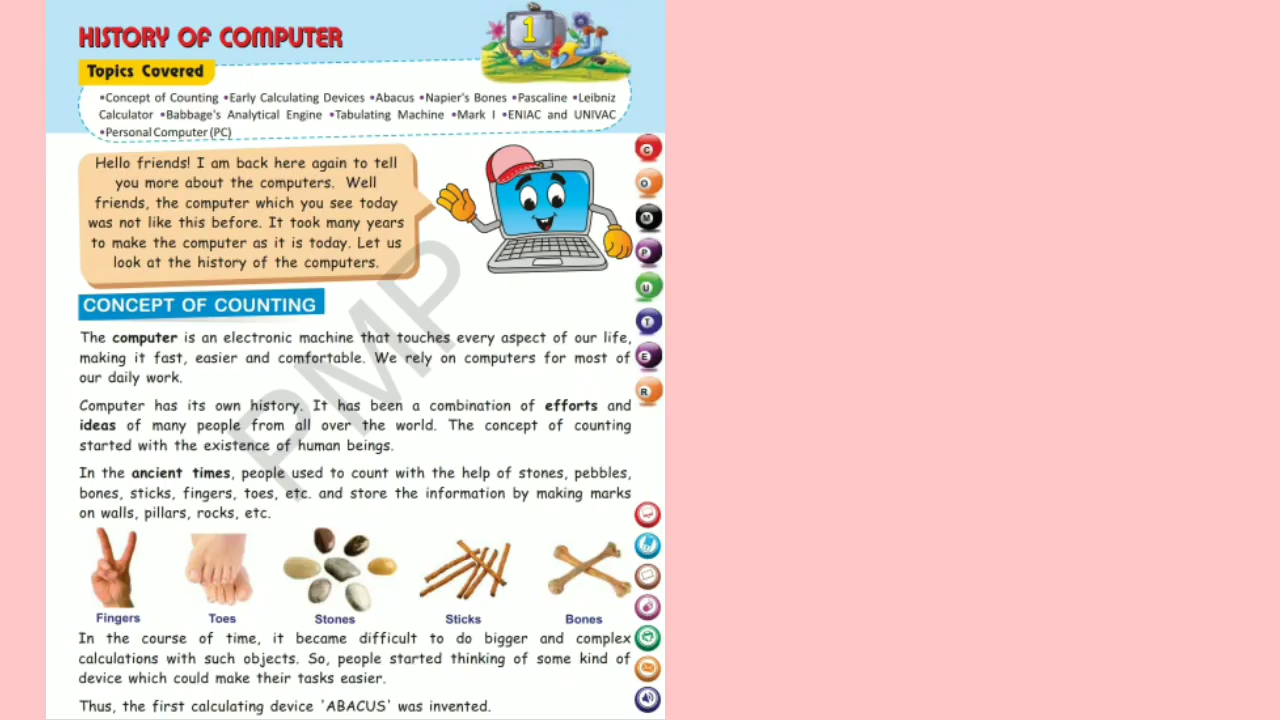 HISTORY OF COMPUTER
1
Topics Covered
•Concept of Counting •Early Calculating Devices •Abacus •Napier's Bones •Pascaline •Leibniz
Calculator •Babbage's Analytical Engine •Tabulating Machine •Mark I •ENIAC and UNIVAC
•Personal Computer (PC)
Hello friends! I am back here again to tell
you more about the computers. Well
friends, the computer which you see today
was not like this before. It took many years
to make the computer as it is today. Let us
look at the history of the computers.
C
O
M
P
U
T
E
R
CONCEPT OF COUNTING
The computer is an electronic machine that touches every aspect of our life,
making it fast, easier and comfortable. We rely on computers for most of
our daily work.
Computer has its own history. It has been a combination of efforts and
ideas of many people from all over the world. The concept of counting
started with the existence of human beings.
In the ancient times, people used to count with the help of stones, pebbles,
bones, sticks, fingers, toes, etc. and store the information by making marks
on walls, pillars, rocks, etc.
Fingers Toes Stones Sticks Bones
In the course of time, it became difficult to do bigger and complex
calculations with such objects. So, people started thinking of some kind of
device which could make their tasks easier.
Thus, the first calculating device 'ABACUS' was invented.
PMP